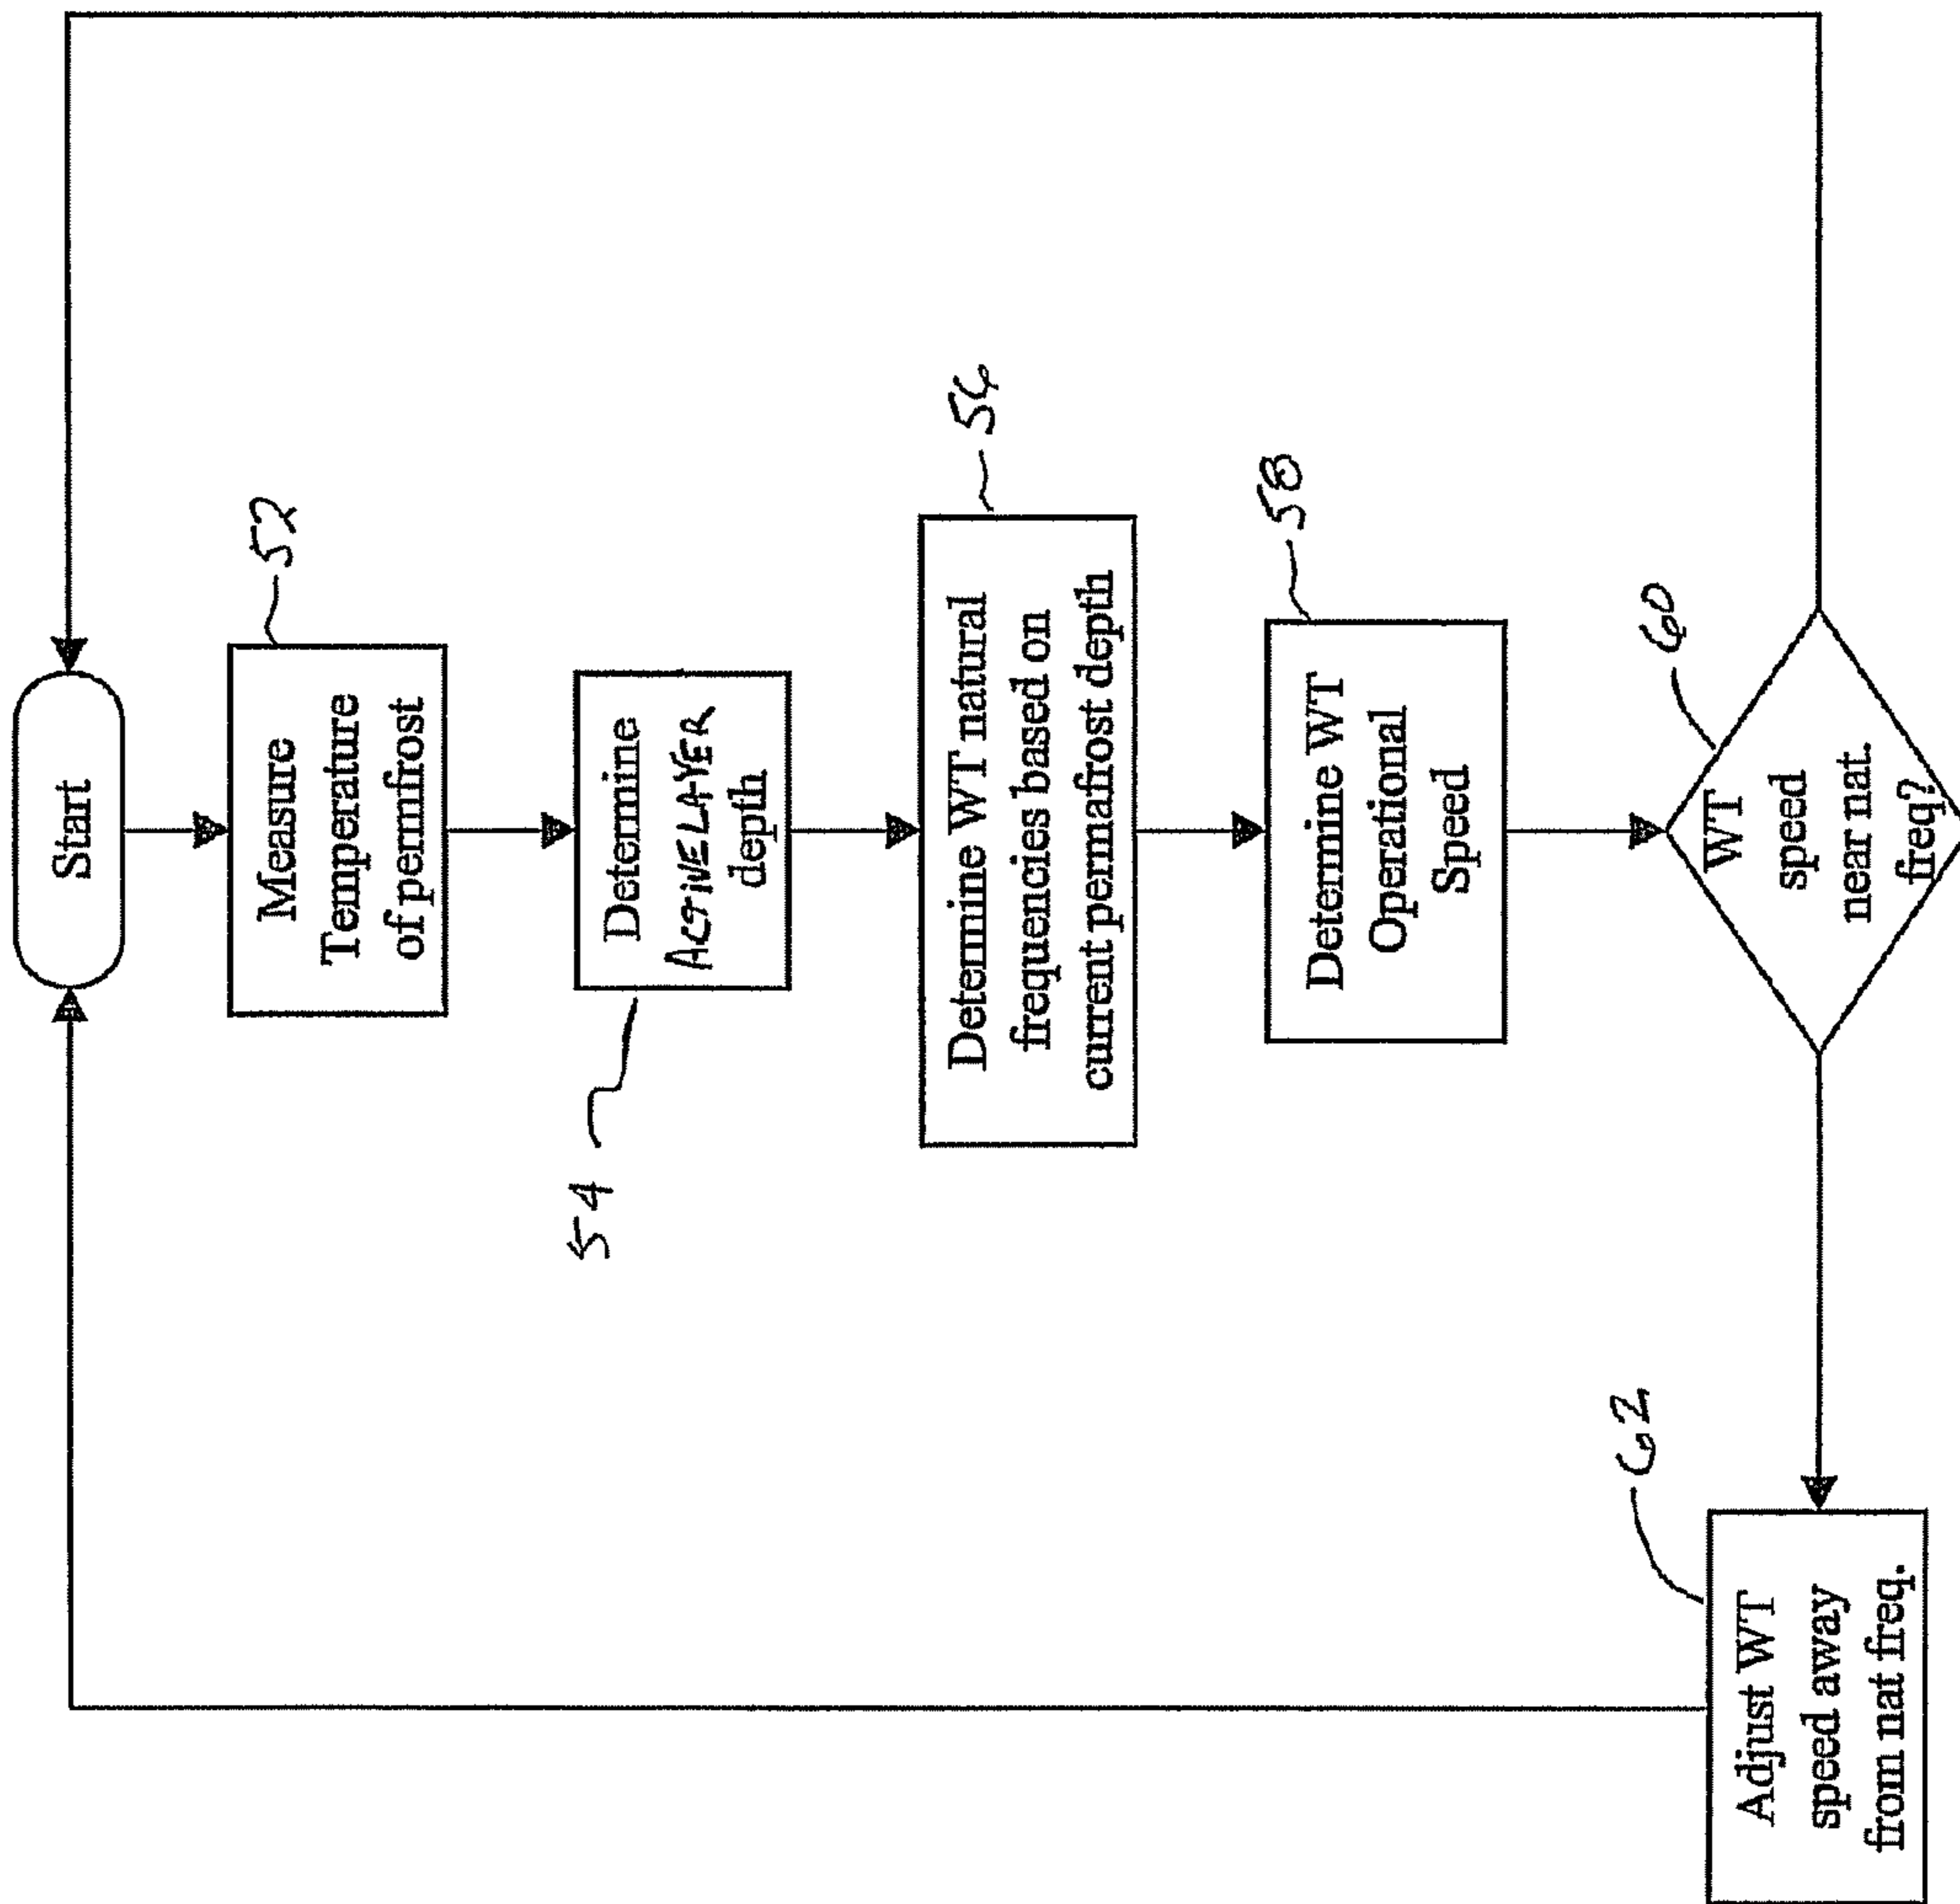 Start
52
Measure
Temperature
of permfrost
54
Determine
ACTIVELAYER
depth
56
Determine WT natural
frequencies based on
current permafrost depth
58
Determine WT
Operational
Speed
60
WT
speed
near nat.
freq?
62
Adjust WT
speed away
from nat freq.